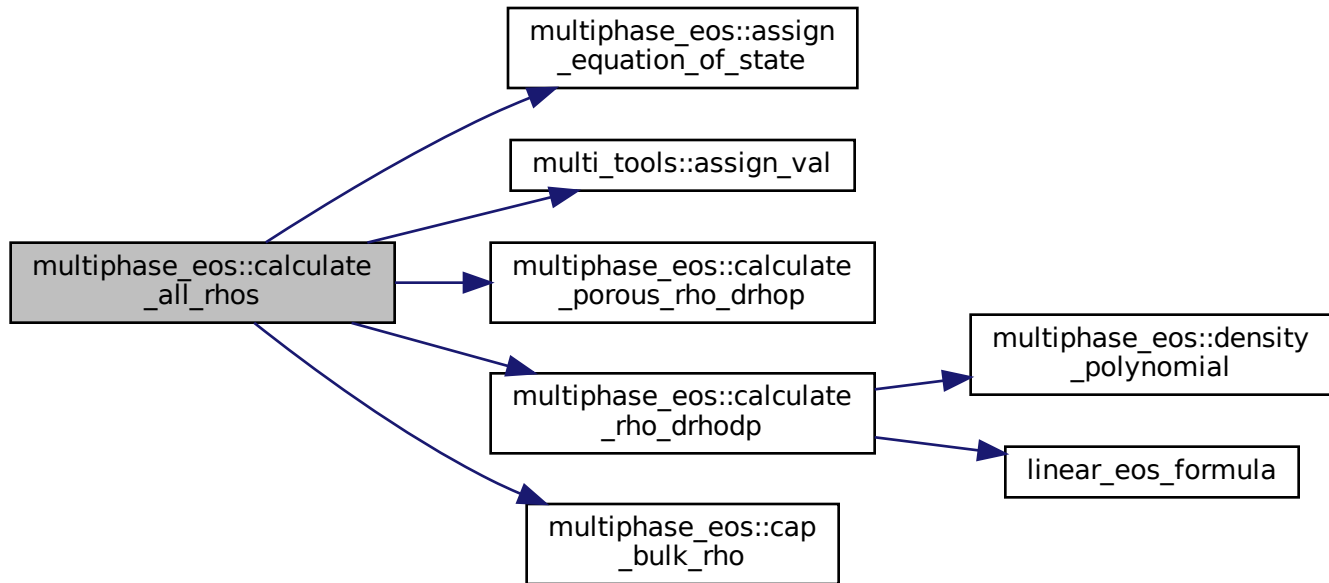 multiphase_eos::assign
_equation_of_state
multi_tools::assign_val
multiphase_eos::calculate
_all_rhos
multiphase_eos::calculate
_porous_rho_drhop
multiphase_eos::calculate
_rho_drhodp
multiphase_eos::density
_polynomial
linear_eos_formula
multiphase_eos::cap
_bulk_rho